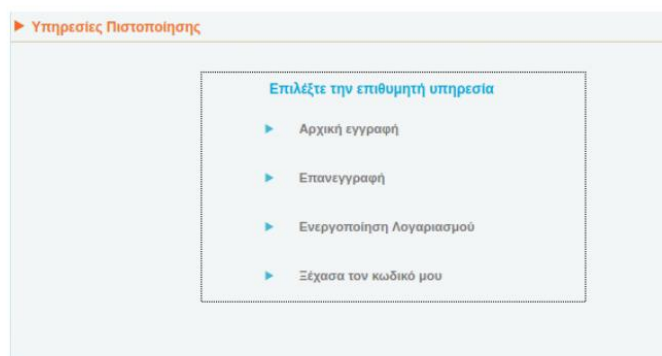 Υπηρεσίες Πιστοποίησης
Επιλέξτε την επιθυμητή υπηρεσία
Αρχική εγγραφή
Επανεγγραφή
Ενεργοποίηση Λογαριασμού
Ξέχασα τον κωδικό μου